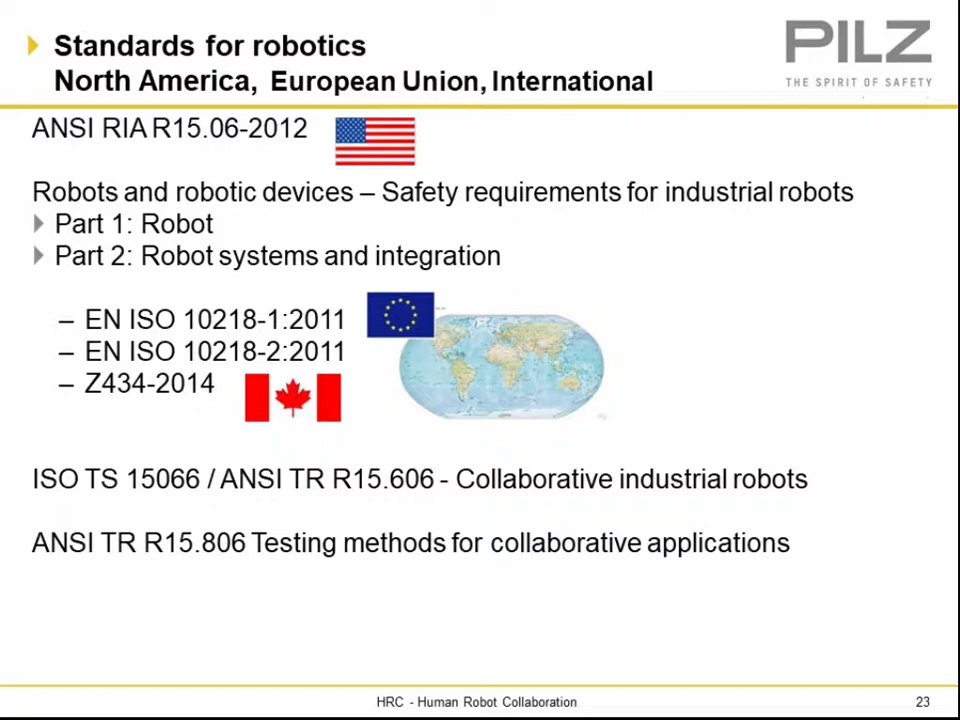 Standards for robotics
North America, European Union, International
PILZ
THE SPIRIT OF SAFETY
ANSI RIA R15.06-2012
Robots and robotic devices – Safety requirements for industrial robots
Part 1: Robot
Part 2: Robot systems and integration
– EN ISO 10218-1:2011
– EN ISO 10218-2:2011
– Z434-2014
ISO TS 15066 / ANSI TR R15.606 - Collaborative industrial robots
ANSI TR R15.806 Testing methods for collaborative applications
HRC - Human Robot Collaboration
23